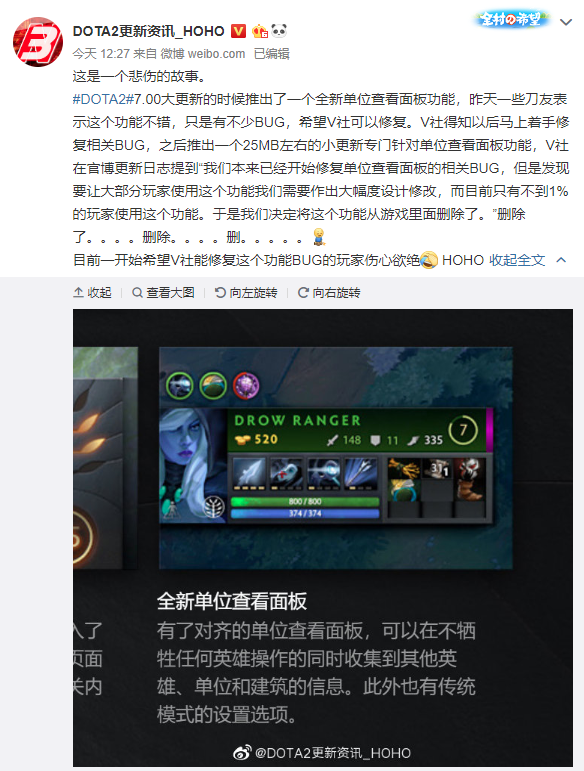 DOTA2更新资讯_HOHO
全村の希望
今天 12:27 来自 微博 weibo.com 已编辑
这是一个悲伤的故事。
#DOTA2#7.00大更新的时候推出了一个全新单位查看面板功能，昨天一些刀友表
示这个功能不错，只是有不少BUG，希望V社可以修复。V社得知以后马上着手修
复相关BUG，之后推出一个25MB左右的小更新专门针对单位查看面板功能，V社
在官博更新日志提到“我们本来已经开始修复单位查看面板的相关BUG，但是发现
要让大部分玩家使用这个功能我们需要作出大幅度设计修改，而目前只有不到1%
的玩家使用这个功能。于是我们决定将这个功能从游戏里面删除了。”删除
了。。。。删除。。。。删。。。。。
目前一开始希望V社能修复这个功能BUG的玩家伤心欲绝 HOHO 收起全文
收起 查看大图 向左旋转 向右旋转
DROW RANGER
520 148 11 335 7
800 / 800
374 / 374
全新单位查看面板
入了
有了对齐的单位查看面板，可以在不牺
页面
牲任何英雄操作的同时收集到其他英
关内
雄、单位和建筑的信息。此外也有传统
模式的设置选项。
@DOTA2更新资讯_HOHO